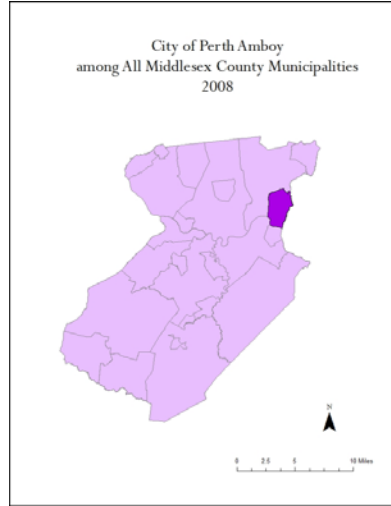 City of Perth Amboy
among All Middlesex County Municipalities
2008
N
0 2.5 5 10 Miles